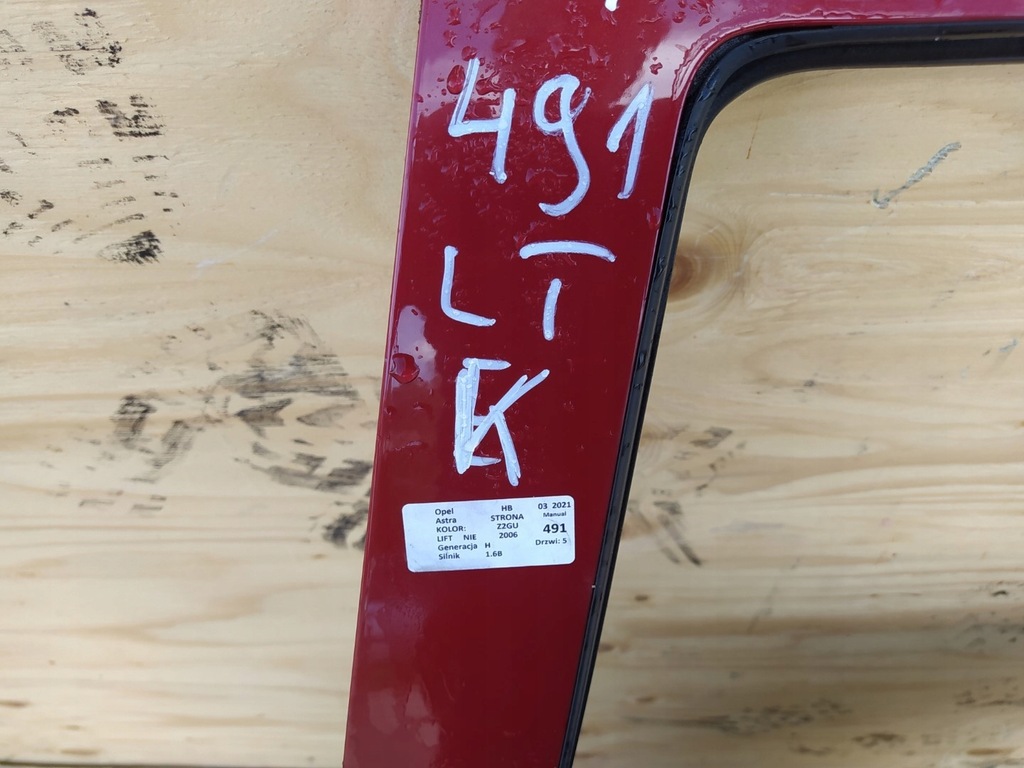 491
L T
Opel HB 03 2021
Astra STRONA Manual
KOLOR: Z2GU 491
LIFT NIE 2006
Generacja H Drzwi: 5
Silnik 1.6B